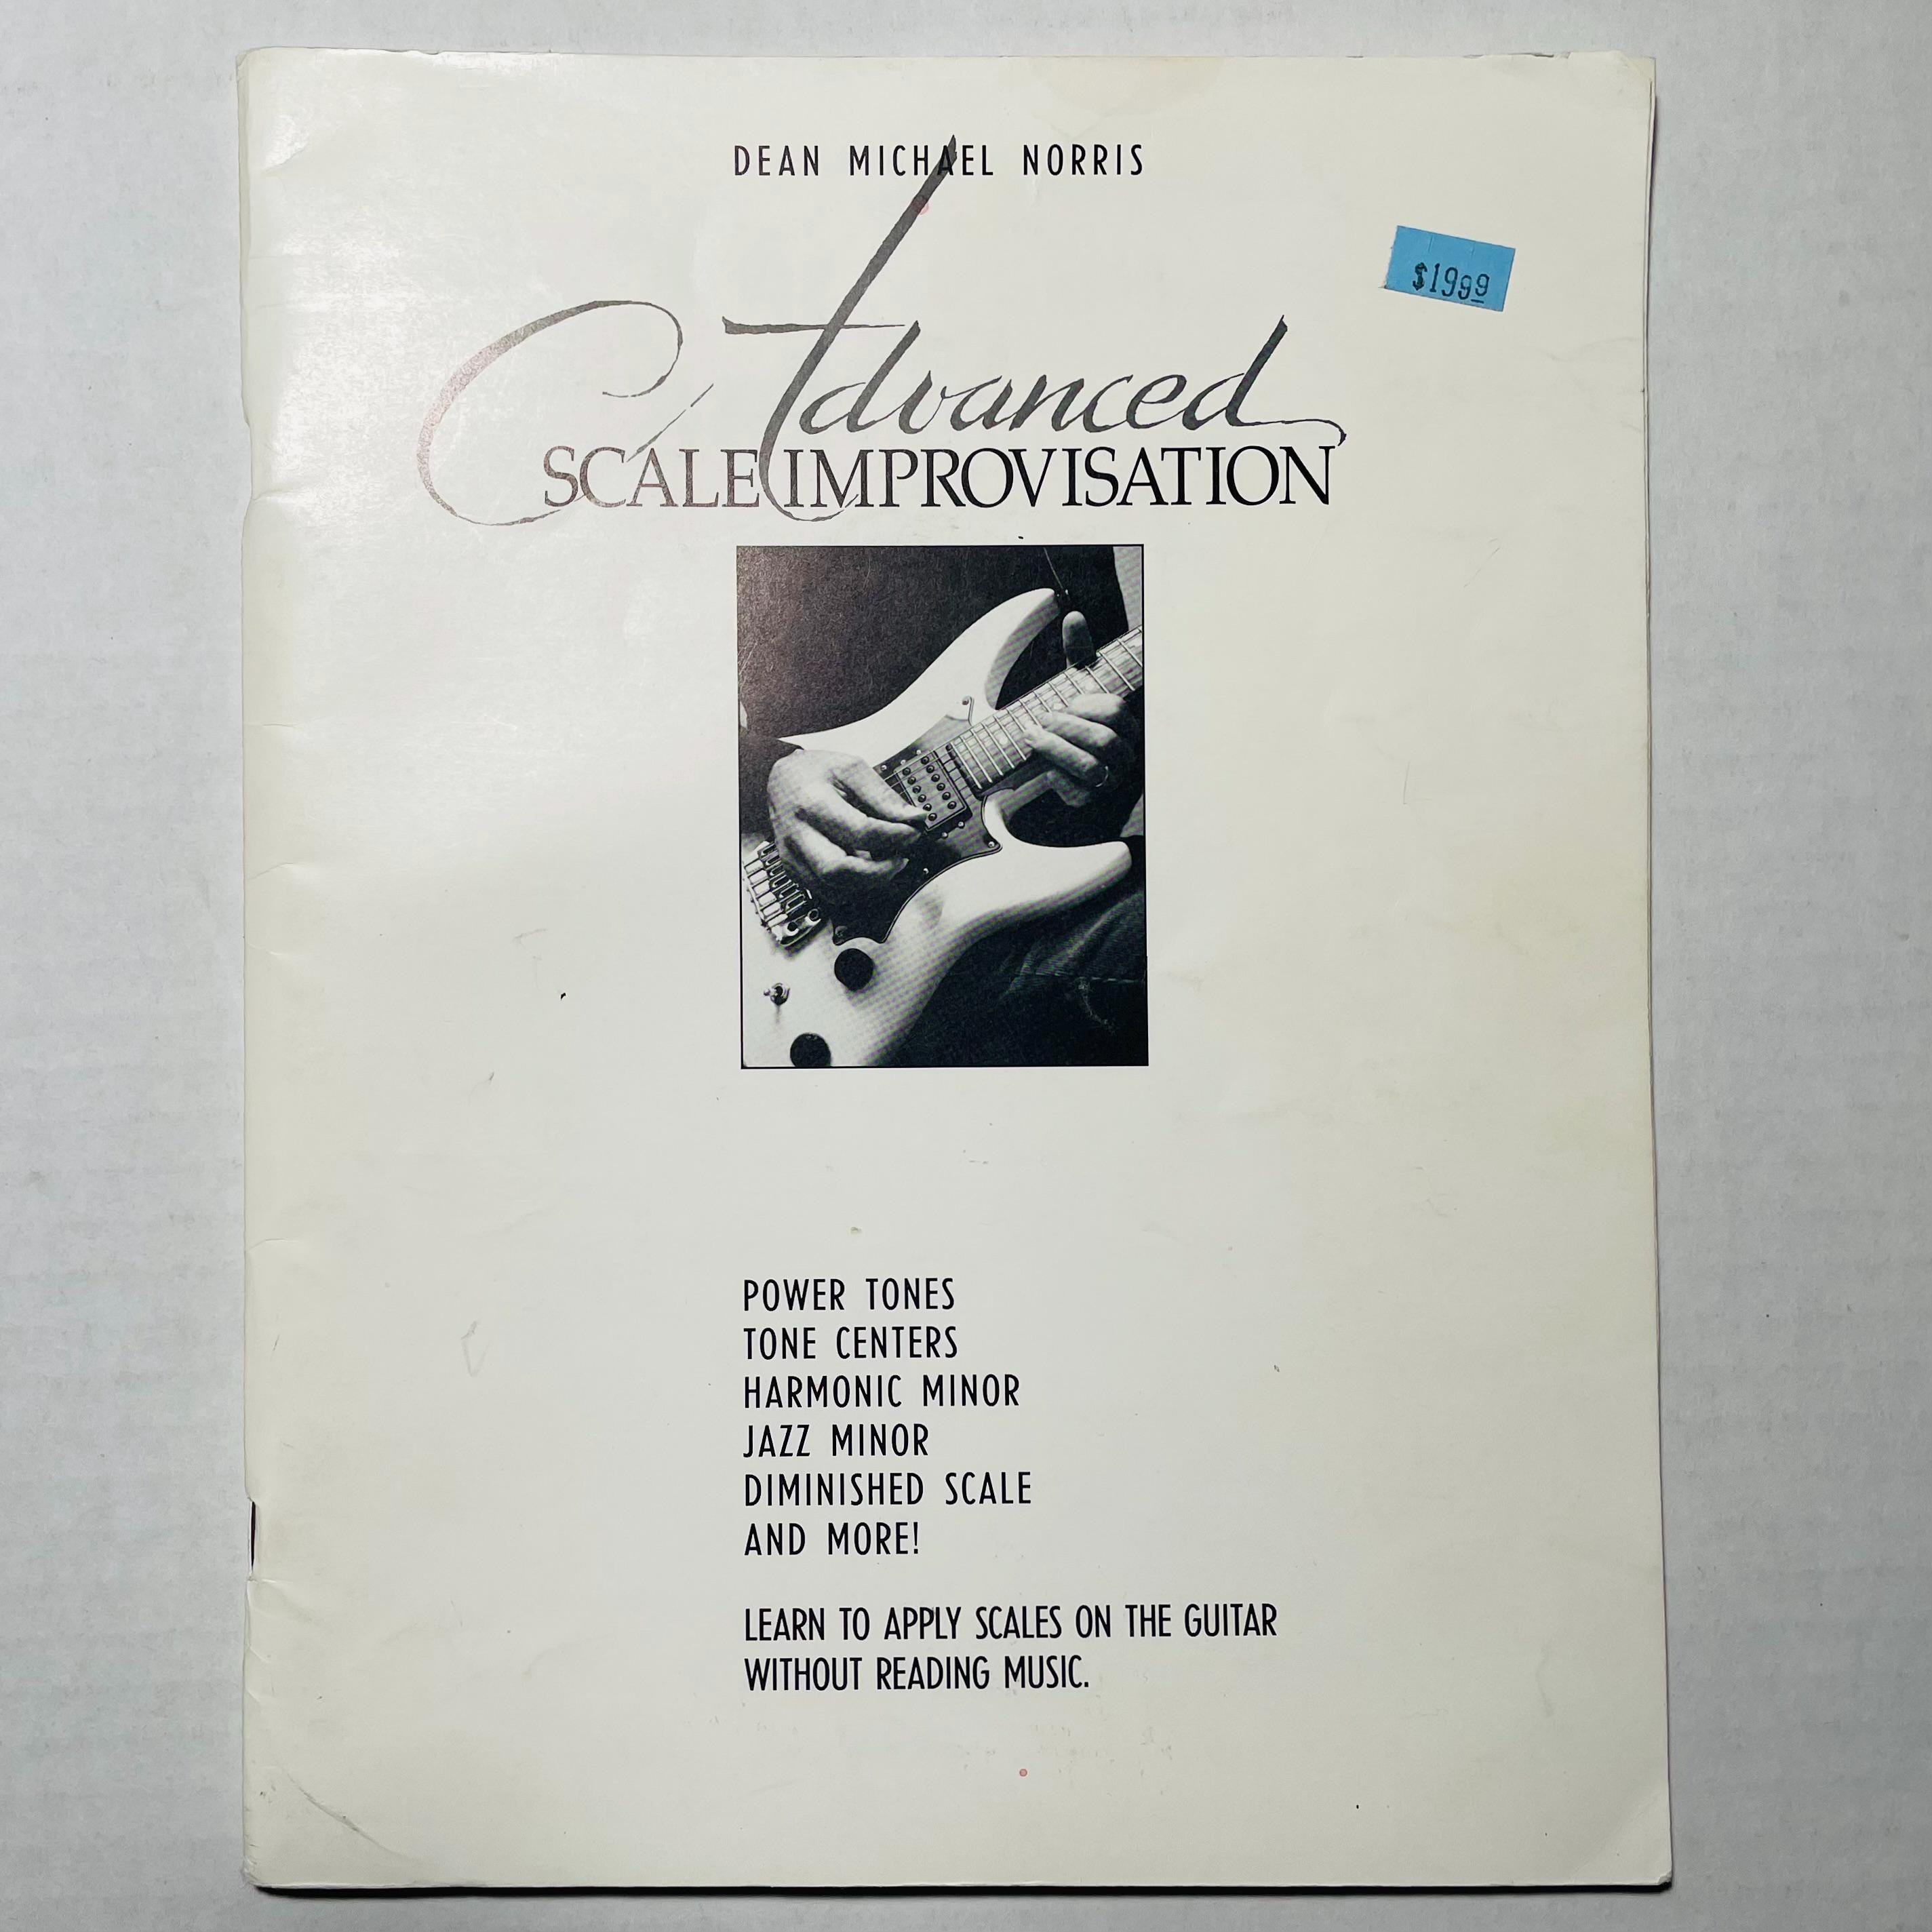 DEAN MICHAEL NORRIS
$19.99
Advanced
SCALE IMPROVISATION
POWER TONES
TONE CENTERS
HARMONIC MINOR
JAZZ MINOR
DIMINISHED SCALE
AND MORE!
LEARN TO APPLY SCALES ON THE GUITAR
WITHOUT READING MUSIC.